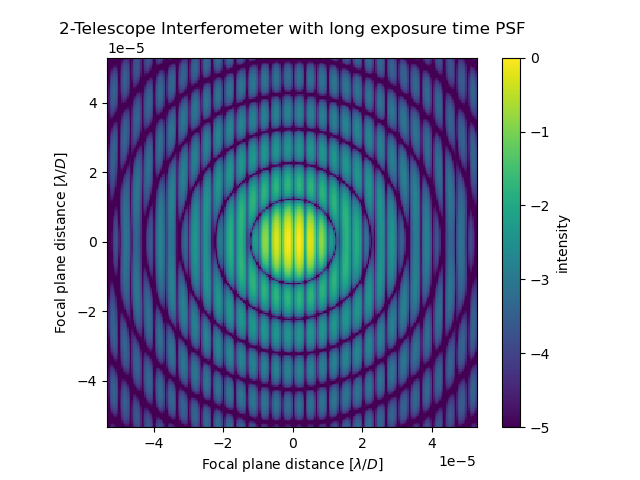 2-Telescope Interferometer with long exposure time PSF
1e−5
Focal plane distance [λ/D]
4
2
0
−2
−4
−4
−2
0
2
4
1e−5
Focal plane distance [λ/D]
0
−1
−2
−3
−4
−5
intensity